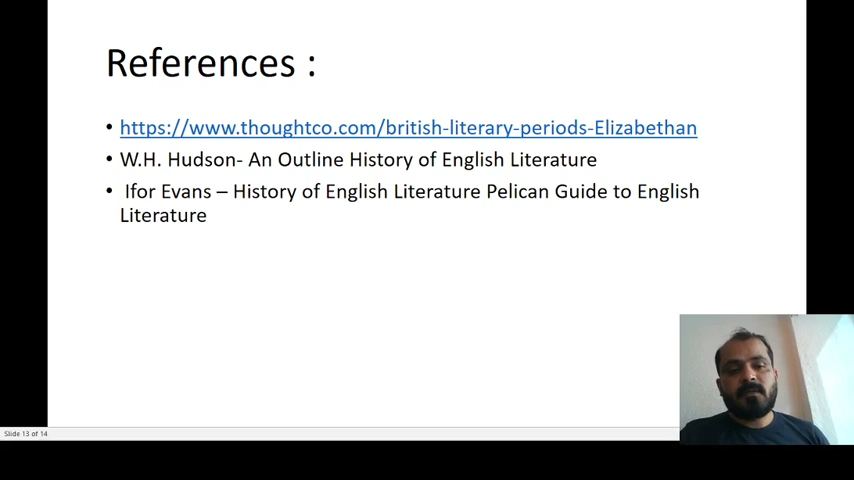 References :
• https://www.thoughtco.com/british-literary-periods-Elizabethan
• W.H. Hudson- An Outline History of English Literature
• Ifor Evans – History of English Literature Pelican Guide to English
Literature
Slide 13 of 14